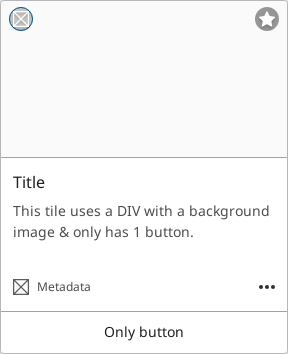 Title
This tile uses a DIV with a background
image & only has 1 button.
Metadata
Only button